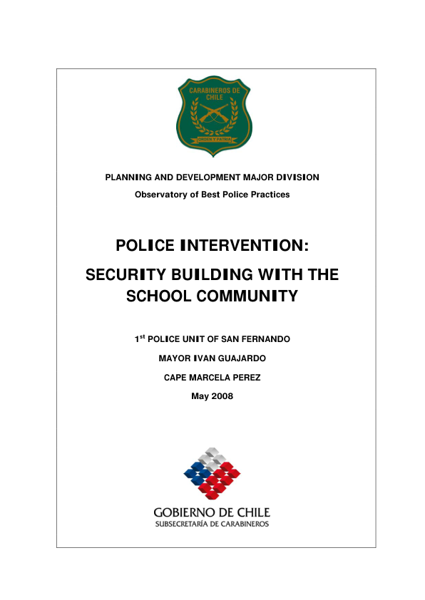 CARABINEROS DE
CHILE
PLANNING AND DEVELOPMENT MAJOR DIVISION
Observatory of Best Police Practices
POLICE INTERVENTION:
SECURITY BUILDING WITH THE
SCHOOL COMMUNITY
1st POLICE UNIT OF SAN FERNANDO
MAYOR IVAN GUAJARDO
CAPE MARCELA PEREZ
May 2008
GOBIERNO DE CHILE
SUBSECRETARÍA DE CARABINEROS